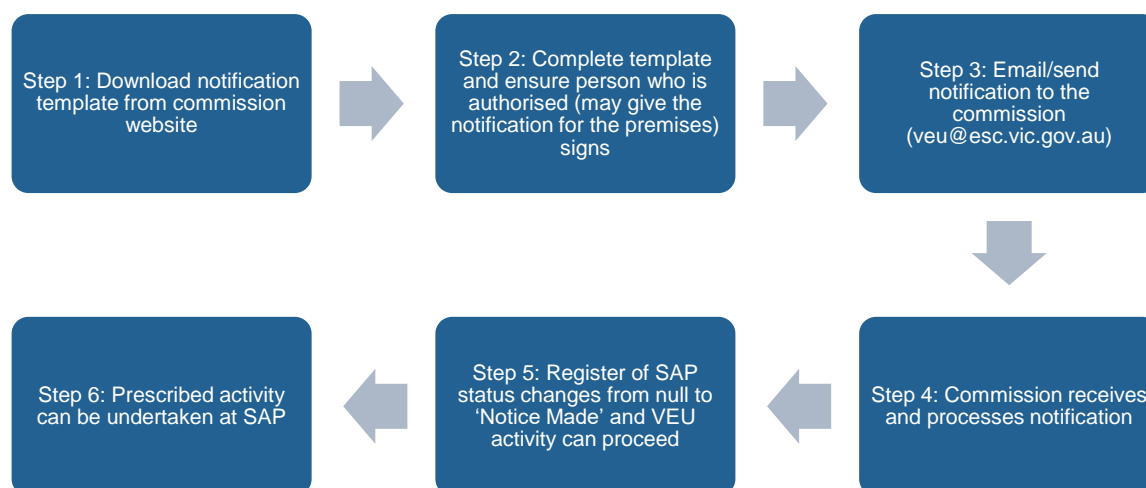 Step 1: Download notification
template from commission
website
Step 2: Complete template
and ensure person who is
authorised (may give the
notification for the premises)
signs
Step 3: Email/send
notification to the
commission
(veu@esc.vic.gov.au)
Step 4: Commission receives
and processes notification
Step 5: Register of SAP
status changes from null to
‘Notice Made’ and VEU
activity can proceed
Step 6: Prescribed activity
can be undertaken at SAP